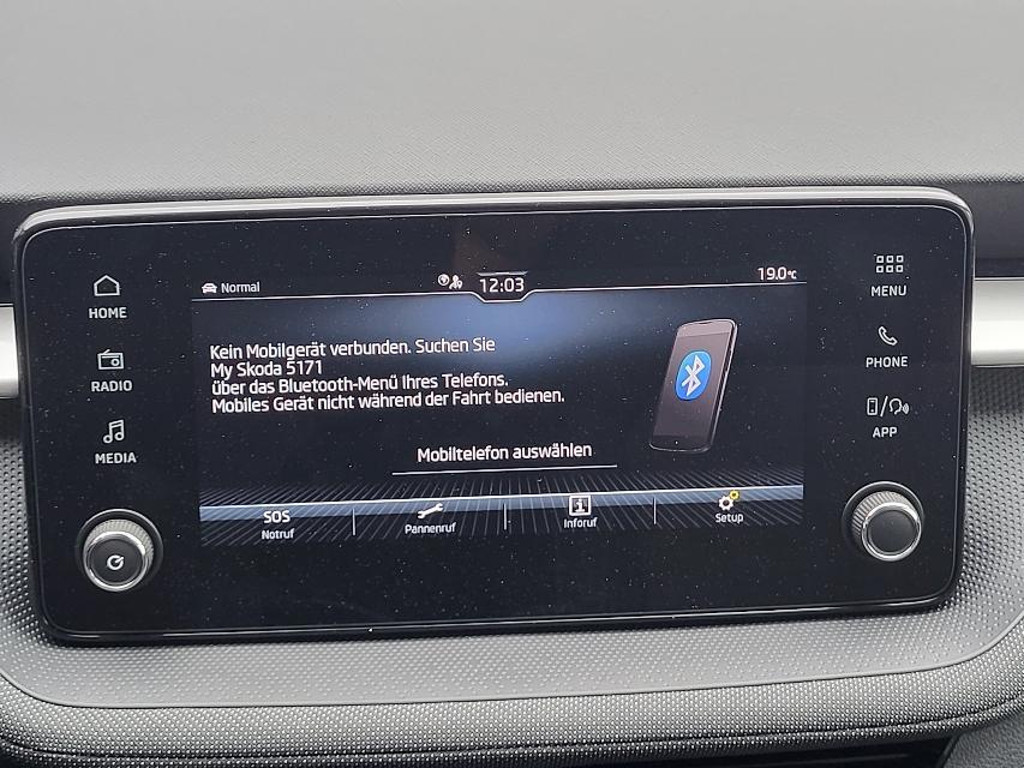 Normal
12:03
19.0°C
HOME
RADIO
MEDIA
Kein Mobilgerät verbunden. Suchen Sie
My Skoda 5171
über das Bluetooth-Menü Ihres Telefons.
Mobiles Gerät nicht während der Fahrt bedienen.
Mobiltelefon auswählen
SOS
Notruf
Pannenruf
Inforuf
Setup
MENU
PHONE
APP